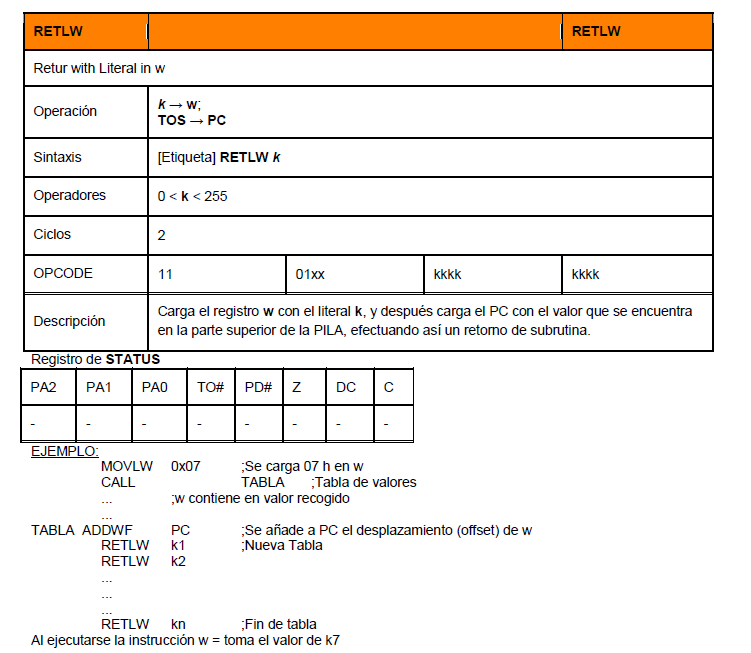 RETLW RETLW
Retur with Literal in w
Operación k → w;
TOS → PC
Sintaxis [Etiqueta] RETLW k
Operadores 0 < k < 255
Ciclos 2
OPCODE 11 01xx kkkk kkkk
Descripción Carga el registro w con el literal k, y después carga el PC con el valor que se encuentra
en la parte superior de la PILA, efectuando así un retorno de subrutina.
Registro de STATUS
PA2 PA1 PA0 TO# PD# Z DC C
- - - - - - - -
EJEMPLO:
MOVLW 0x07 ;Se carga 07 h en w
CALL TABLA ;Tabla de valores
... ;w contiene en valor recogido
...
TABLA ADDWF PC ;Se añade a PC el desplazamiento (offset) de w
RETLW k1 ;Nueva Tabla
RETLW k2
...
...
...
RETLW kn ;Fin de tabla
Al ejecutarse la instrucción w = toma el valor de k7